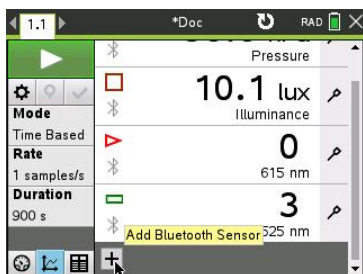 1.1
*Doc
RAD
Pressure
10.1 lux
Illuminance
Mode
Time Based
Rate
1 samples/s
Duration
900 s
0
615 nm
3
525 nm
Add Bluetooth Sensor